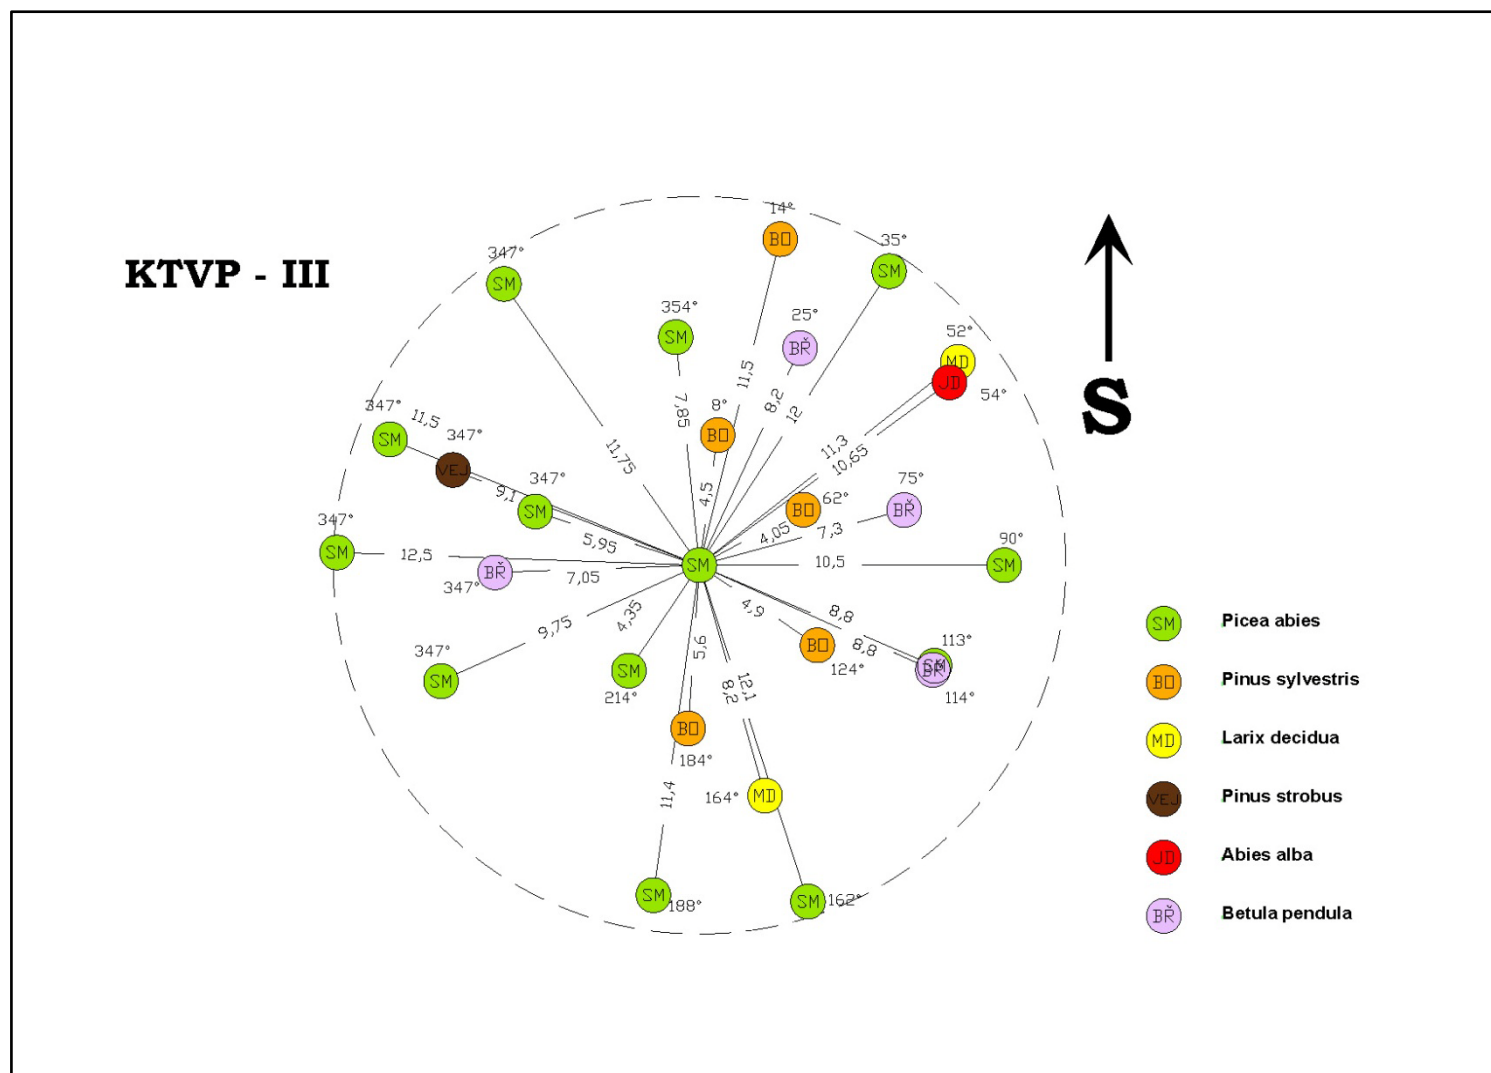 14°
BO
347°
35°
SM
SM
KTVP - III
354°
25°
52°
SM
BŘ
MD
JD
54°
11,5
8,2
12
7,85
8°
347°
11,5
347°
BO
SM
VEJ
11,75
11,3
10,65
347°
9,1
4,5
62°
75°
SM
BO
BŘ
S
347°
5,95
4,05
7,3
90°
SM
12,5
SM
10,5
SM
347°
BŘ
7,05
4,9
8,8
9,75
4,35
5,6
8,8
113°
347°
BO
124°
SM
BŘ
114°
SM
SM
214°
12,1
8,2
BO
184°
11,4
164°
MD
SM
188°
SM
162°
SM Picea abies
BO Pinus sylvestris
MD Larix decidua
VEJ Pinus strobus
JD Abies alba
BŘ Betula pendula